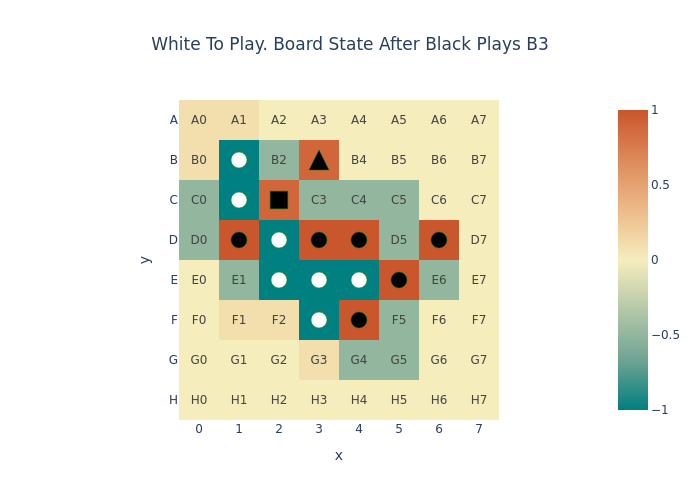 White To Play. Board State After Black Plays B3
A A0 A1 A2 A3 A4 A5 A6 A7
B B0 B2 B4 B5 B6 B7
C C0 C3 C4 C5 C6 C7
D D0 D5 D7
E E0 E1 E6 E7
F F0 F1 F2 F5 F6 F7
G G0 G1 G2 G3 G4 G5 G6 G7
H H0 H1 H2 H3 H4 H5 H6 H7
0 1 2 3 4 5 6 7
x
y
1
0.5
0
−0.5
−1